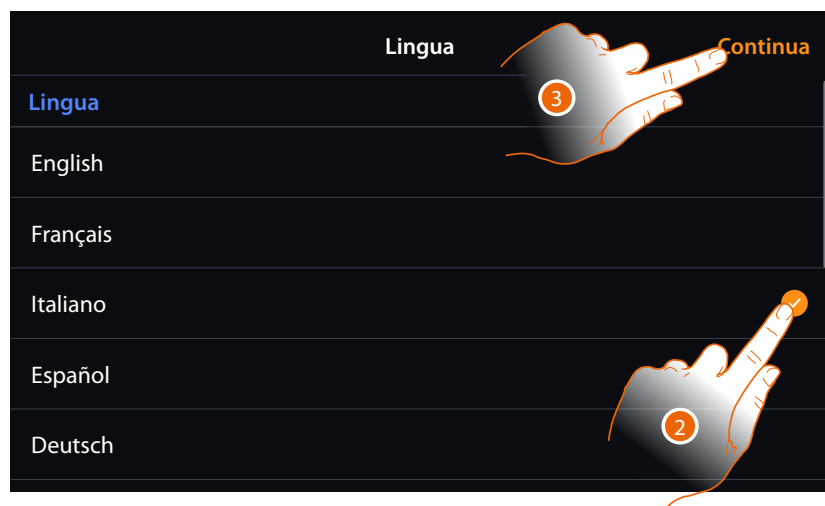 Lingua
Continua
3
Lingua
English
Français
Italiano
Español
2
Deutsch